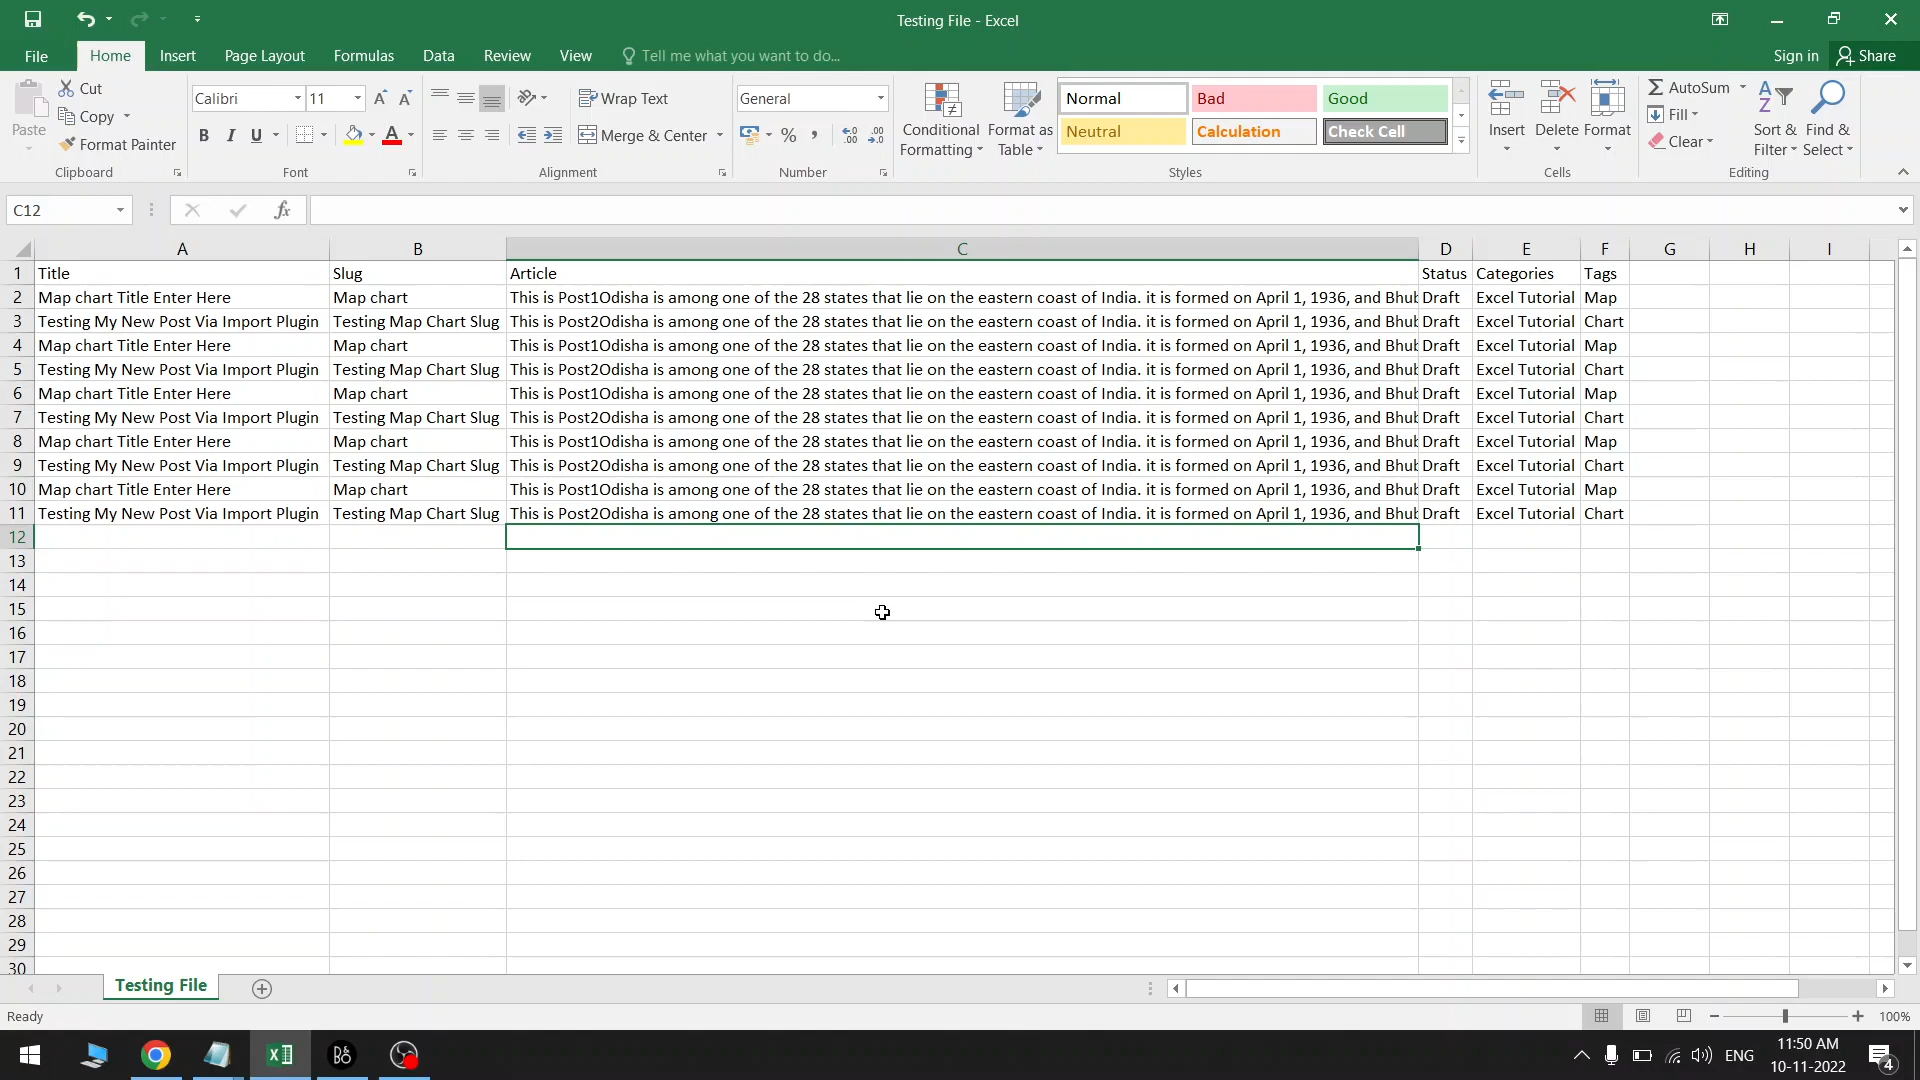 Testing File - Excel
File Home Insert Page Layout Formulas Data Review View Tell me what you want to do... Sign in Share
Cut
Copy
Format Painter
Paste
Clipboard
Calibri 11 A A
B I U A
Font
Wrap Text
Merge & Center
Alignment
General
% , .00
Number
Conditional Formatting
Format as Table
Normal Bad Good
Neutral Calculation Check Cell
Styles
Insert Delete Format
Cells
AutoSum
Fill
Clear
Sort & Filter
Find & Select
Editing
C12 fx
A B C D E F G H I
1 Title Slug Article Status Categories Tags
2 Map chart Title Enter Here Map chart This is Post1Odisha is among one of the 28 states that lie on the eastern coast of India. it is formed on April 1, 1936, and Bhub Draft Excel Tutorial Map
3 Testing My New Post Via Import Plugin Testing Map Chart Slug This is Post2Odisha is among one of the 28 states that lie on the eastern coast of India. it is formed on April 1, 1936, and Bhub Draft Excel Tutorial Chart
4 Map chart Title Enter Here Map chart This is Post1Odisha is among one of the 28 states that lie on the eastern coast of India. it is formed on April 1, 1936, and Bhub Draft Excel Tutorial Map
5 Testing My New Post Via Import Plugin Testing Map Chart Slug This is Post2Odisha is among one of the 28 states that lie on the eastern coast of India. it is formed on April 1, 1936, and Bhub Draft Excel Tutorial Chart
6 Map chart Title Enter Here Map chart This is Post1Odisha is among one of the 28 states that lie on the eastern coast of India. it is formed on April 1, 1936, and Bhub Draft Excel Tutorial Map
7 Testing My New Post Via Import Plugin Testing Map Chart Slug This is Post2Odisha is among one of the 28 states that lie on the eastern coast of India. it is formed on April 1, 1936, and Bhub Draft Excel Tutorial Chart
8 Map chart Title Enter Here Map chart This is Post1Odisha is among one of the 28 states that lie on the eastern coast of India. it is formed on April 1, 1936, and Bhub Draft Excel Tutorial Map
9 Testing My New Post Via Import Plugin Testing Map Chart Slug This is Post2Odisha is among one of the 28 states that lie on the eastern coast of India. it is formed on April 1, 1936, and Bhub Draft Excel Tutorial Chart
10 Map chart Title Enter Here Map chart This is Post1Odisha is among one of the 28 states that lie on the eastern coast of India. it is formed on April 1, 1936, and Bhub Draft Excel Tutorial Map
11 Testing My New Post Via Import Plugin Testing Map Chart Slug This is Post2Odisha is among one of the 28 states that lie on the eastern coast of India. it is formed on April 1, 1936, and Bhub Draft Excel Tutorial Chart
12
13
14
15
16
17
18
19
20
21
22
23
24
25
26
27
28
29
30
Testing File
Ready 100%
ENG 11:50 AM
10-11-2022 4